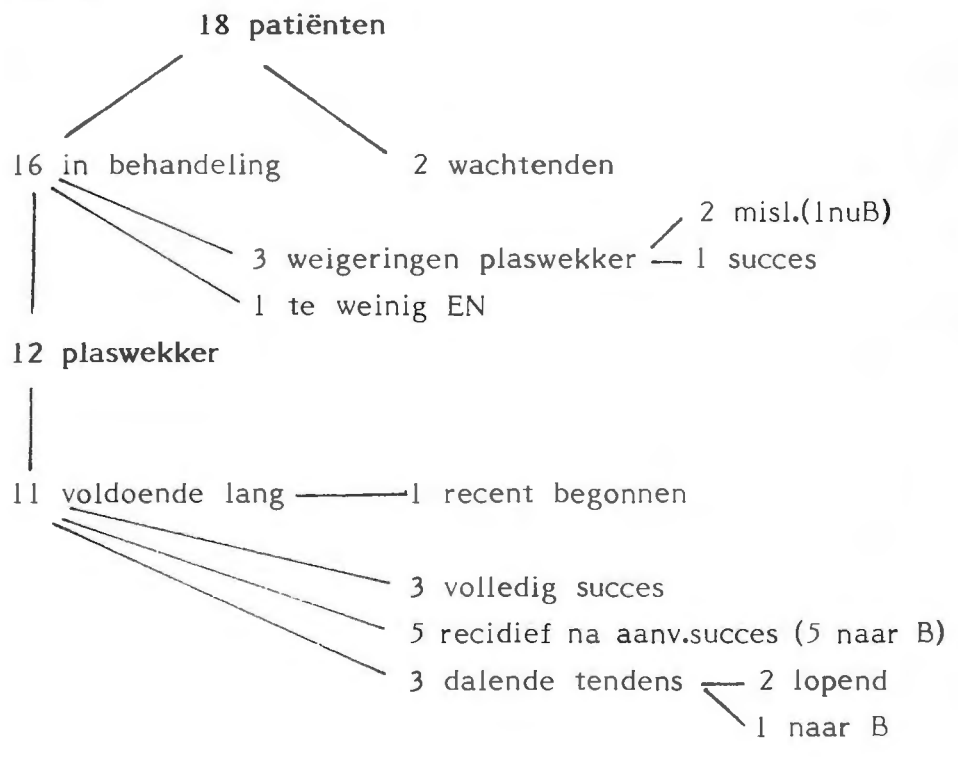 18 patiënten
16 in behandeling 2 wachtenden
2 misl.(1nuB)
3 weigeringen plaswekker 1 succes
1 te weinig EN
12 plaswekker
11 voldoende lang 1 recent begonnen
3 volledig succes
5 recidief na aanv.succes (5 naar B)
3 dalende tendens 2 lopend
1 naar B